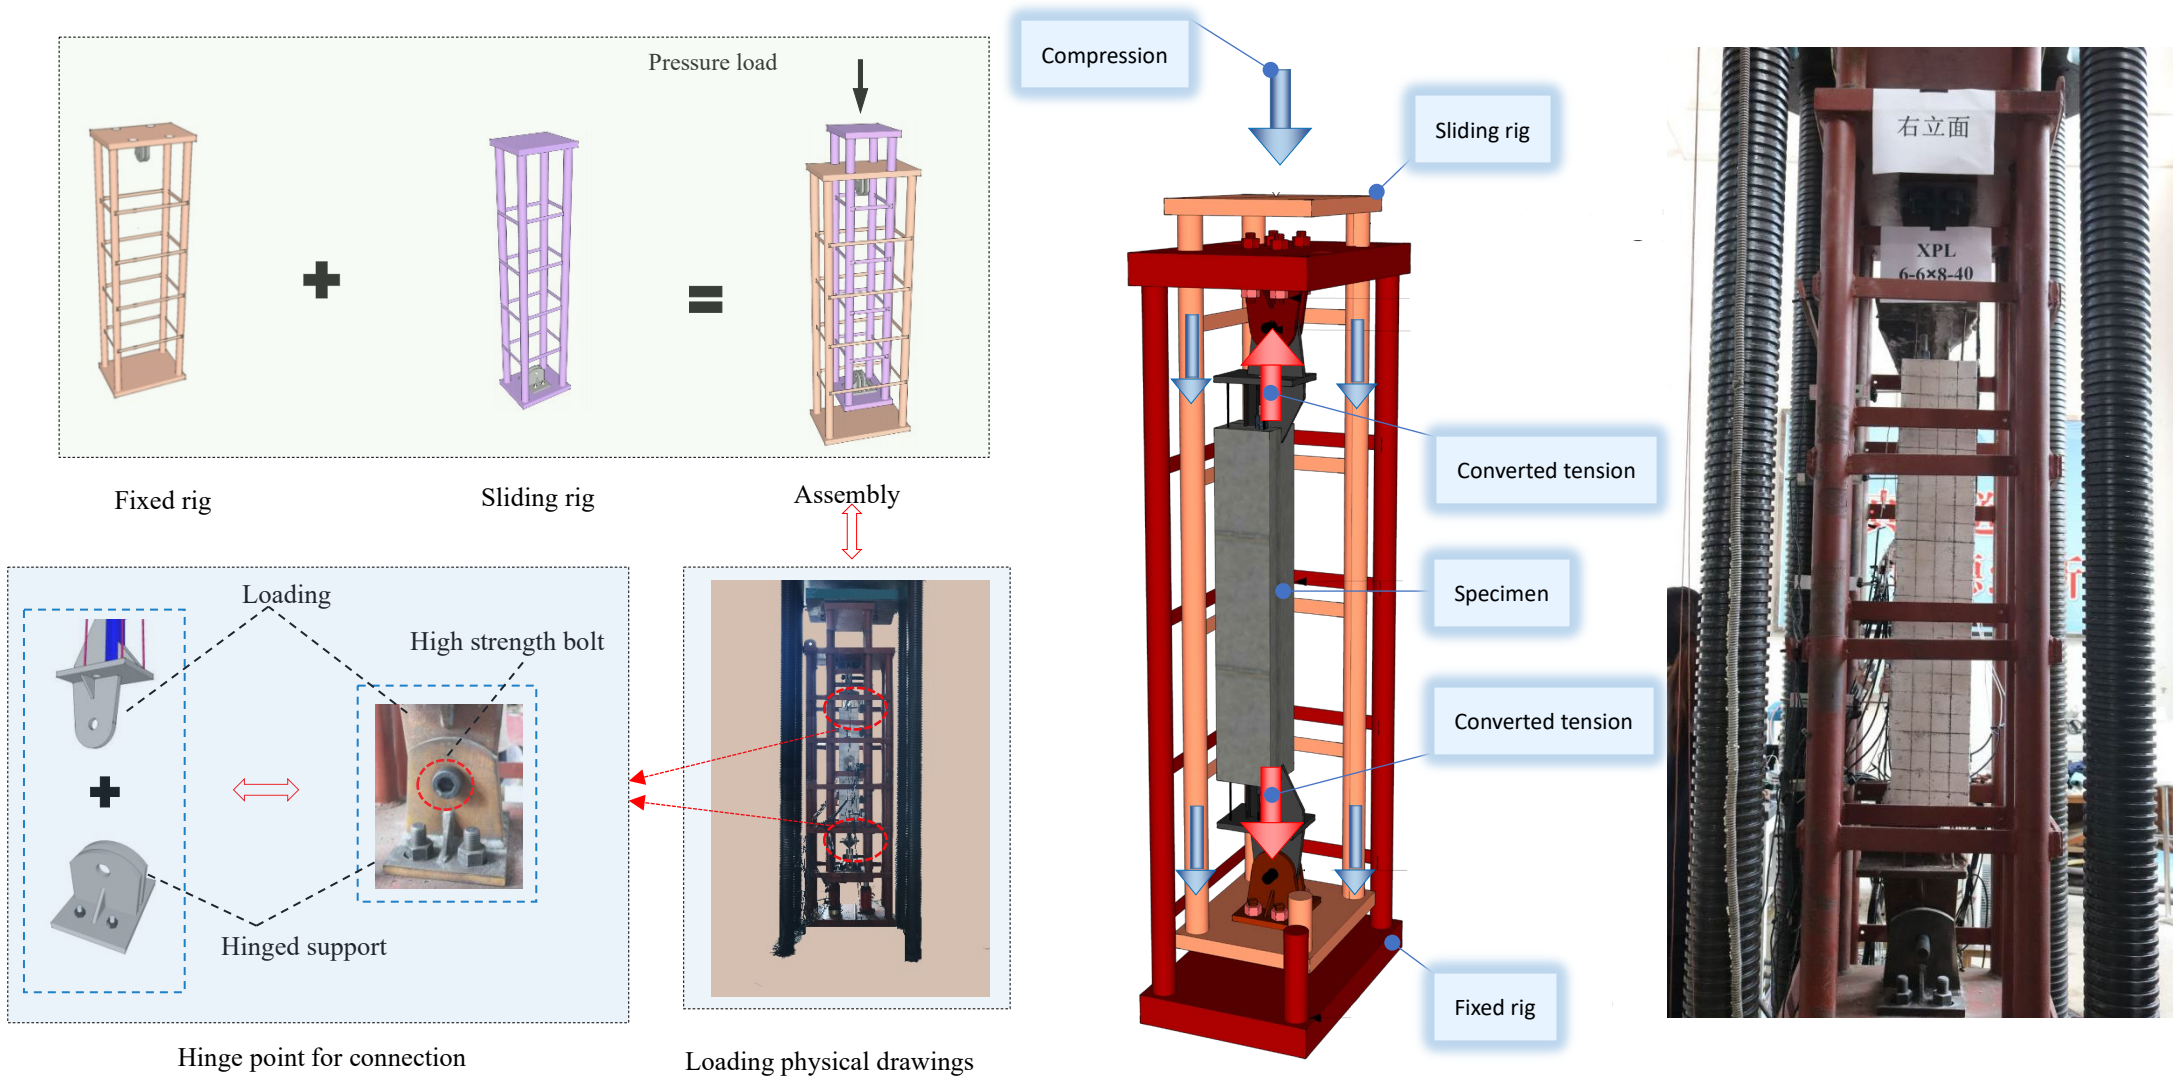 Pressure load
Fixed rig
Sliding rig
Assembly
Loading
High strength bolt
Hinged support
Hinge point for connection
Loading physical drawings
Compression
Sliding rig
Converted tension
Specimen
Converted tension
Fixed rig
右立面
XPL
6-6×8-40